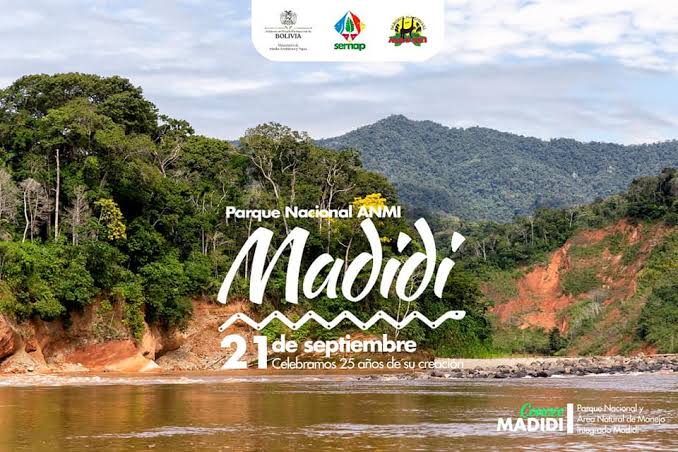 BOLIVIA
sernap
Parque Nacional ANMI
Madidi
21 de septiembre
Celebramos 25 años de su creación
Conoce
MADIDI
Parque Nacional y
Área Natural de Manejo
Integrado Madidi